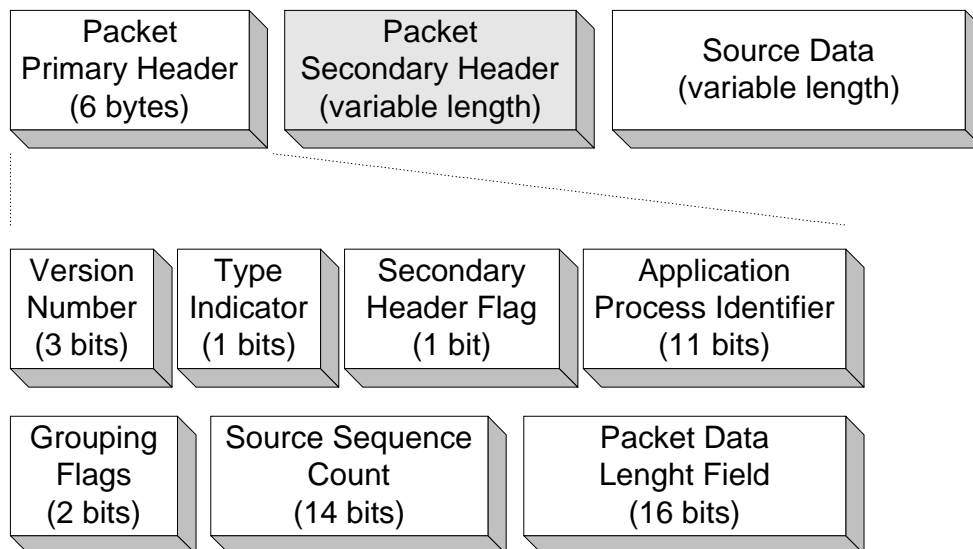 Packet
Primary Header
(6 bytes)
Packet
Secondary Header
(variable length)
Source Data
(variable length)
Version
Number
(3 bits)
Type
Indicator
(1 bits)
Secondary
Header Flag
(1 bit)
Application
Process Identifier
(11 bits)
Grouping
Flags
(2 bits)
Source Sequence
Count
(14 bits)
Packet Data
Lenght Field
(16 bits)